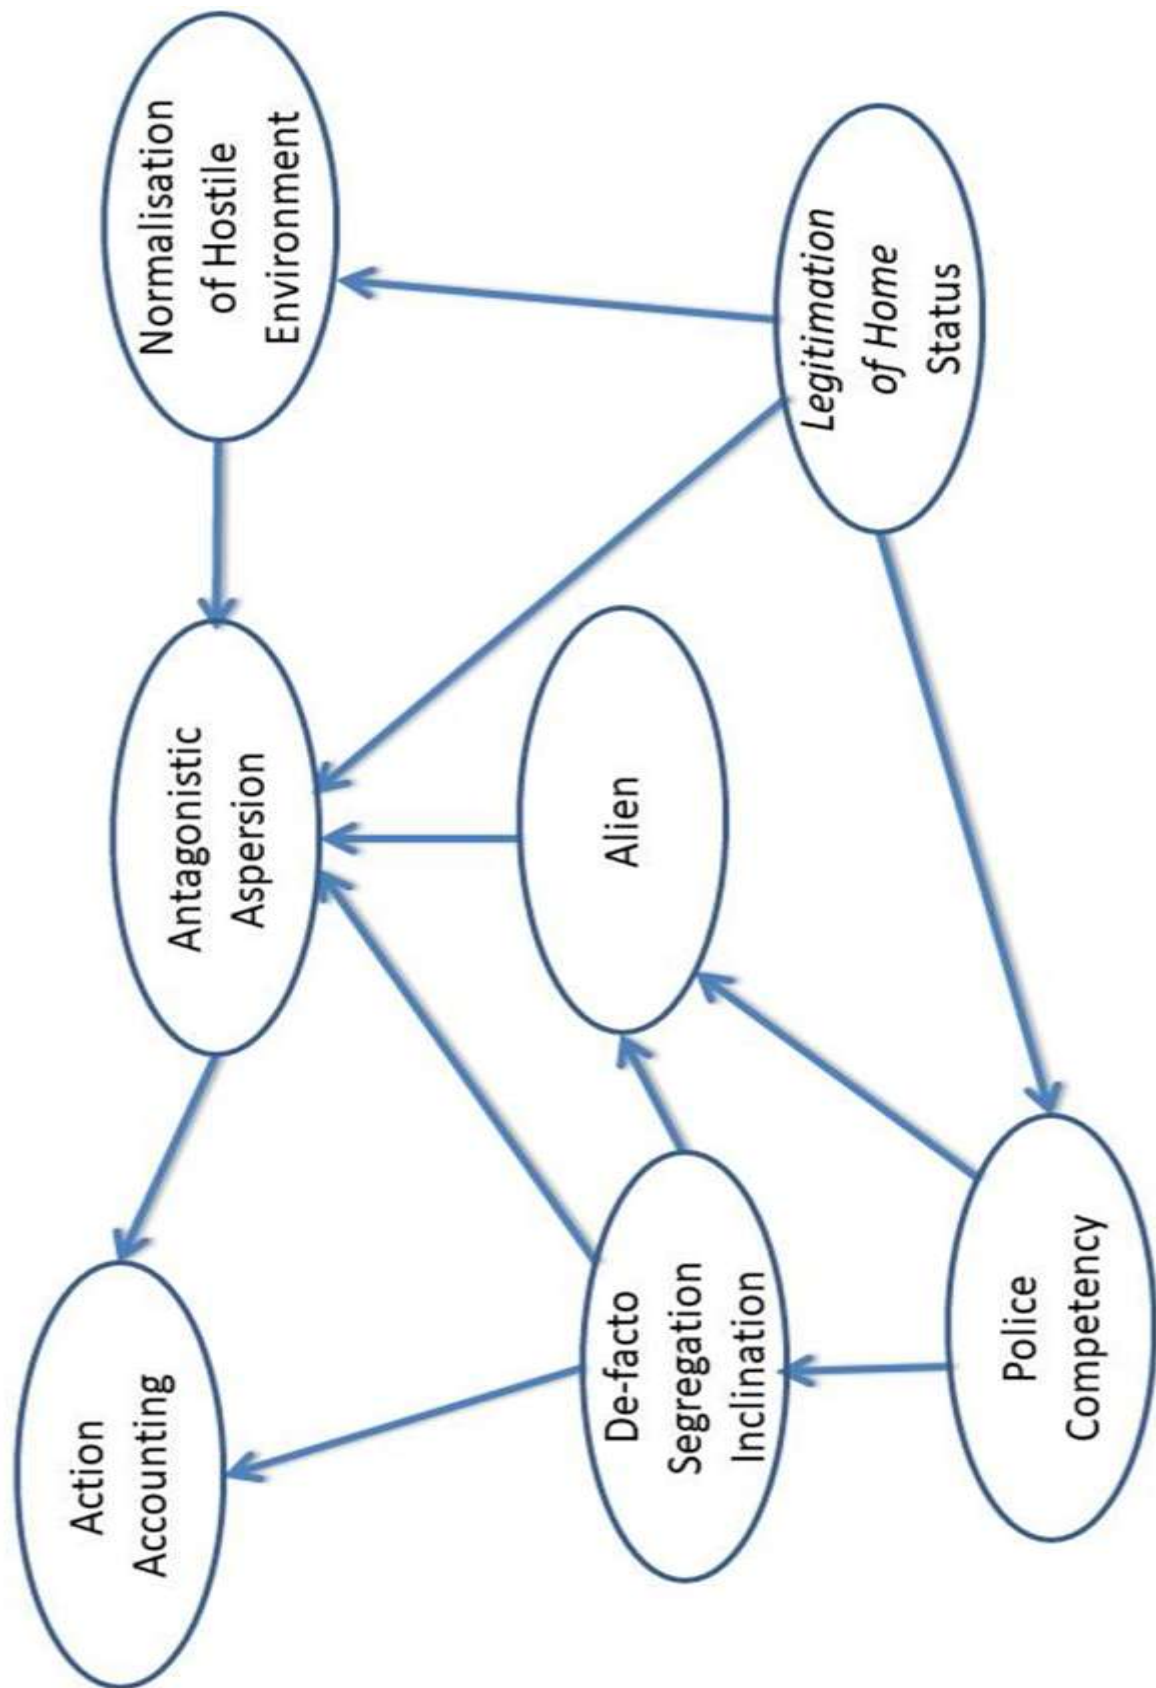 Action
Accounting
Antagonistic
Aspersion
Normalisation
of Hostile
Environment
De-facto
Segregation
Inclination
Alien
Police
Competency
Legitimation
of Home
Status